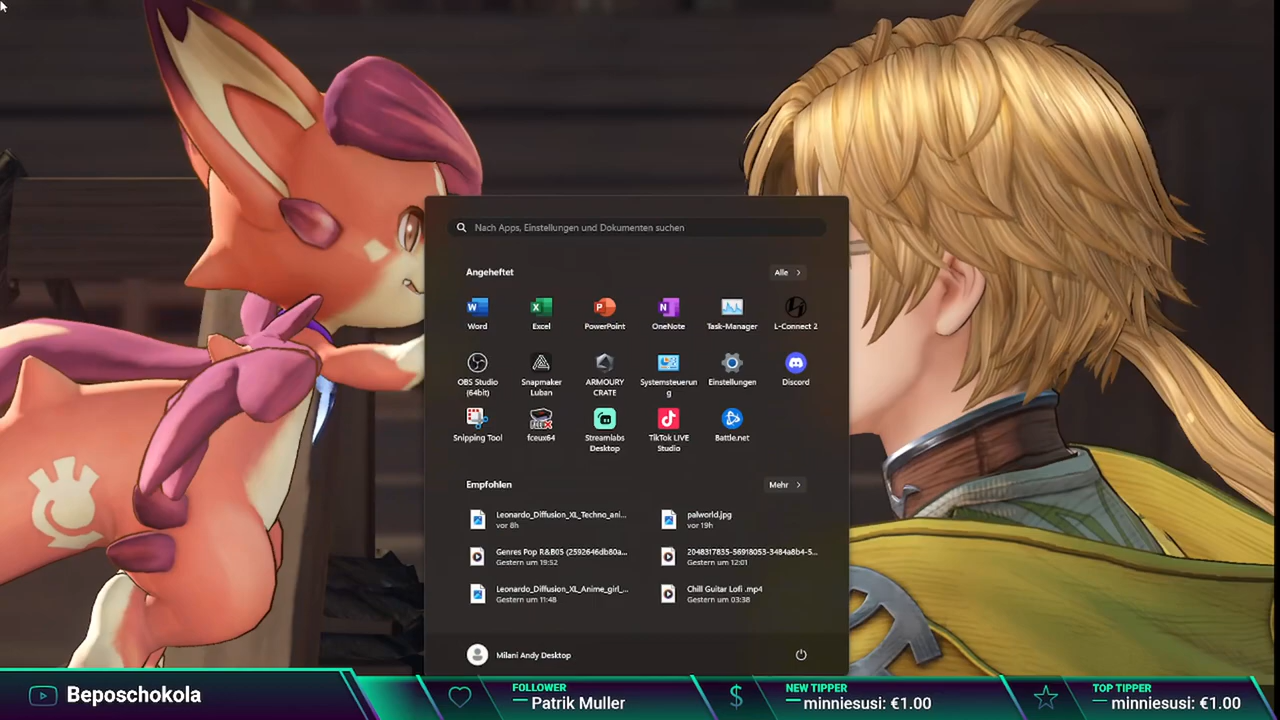 Nach Apps, Einstellungen und Dokumenten suchen
Angeheftet
Alle
Word
Excel
PowerPoint
OneNote
Task-Manager
L-Connect 2
OBS Studio
(64bit)
Snapmaker
Luban
ARMOURY
CRATE
Systemsteuerun
g
Einstellungen
Discord
Snipping Tool
fceux64
Streamlabs
Desktop
TikTok LIVE
Studio
Battle.net
Empfohlen
Mehr
Leonardo_Diffusion_XL_Techno_ani...
vor 8h
palworld.jpg
vor 19h
Genres Pop R&B05 (2592646db80a...
Gestern um 19:52
2048317835-56918053-3484a8b4-5...
Gestern um 12:01
Leonardo_Diffusion_XL_Anime_girl_...
Gestern um 11:48
Chill Guitar Lofi .mp4
Gestern um 03:38
Milani Andy Desktop
Beposchokola
FOLLOWER
Patrik Muller
NEW TIPPER
minniesusi: €1.00
TOP TIPPER
minniesusi: €1.00